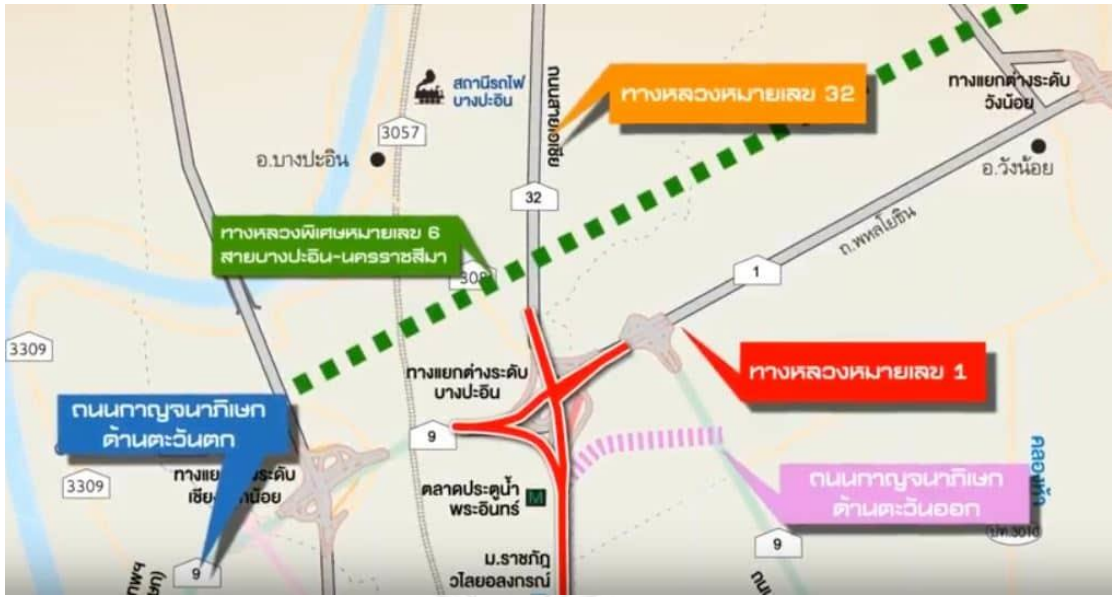 สถานีรถไฟ
บางปะอิน
ถนนสายเอเซีย
ทางหลวงหมายเลข 32
ทางแยกต่างระดับ
วังน้อย
3057
อ.บางปะอิน
อ.วังน้อย
32
ทางหลวงพิเศษหมายเลข 6
สายบางปะอิน-นครราชสีมา
308
ถ.พหลโยธิน
1
3309
ทางแยกต่างระดับ
บางปะอิน
ทางหลวงหมายเลข 1
ถนนกาญจนาภิเษก
ด้านตะวันตก
9
3309
ตลาดประตูน้ำ
พระอินทร์
M
ถนนกาญจนาภิเษก
ด้านตะวันออก
9
9
ม.ราชภัฏ
วไลยอลงกรณ์